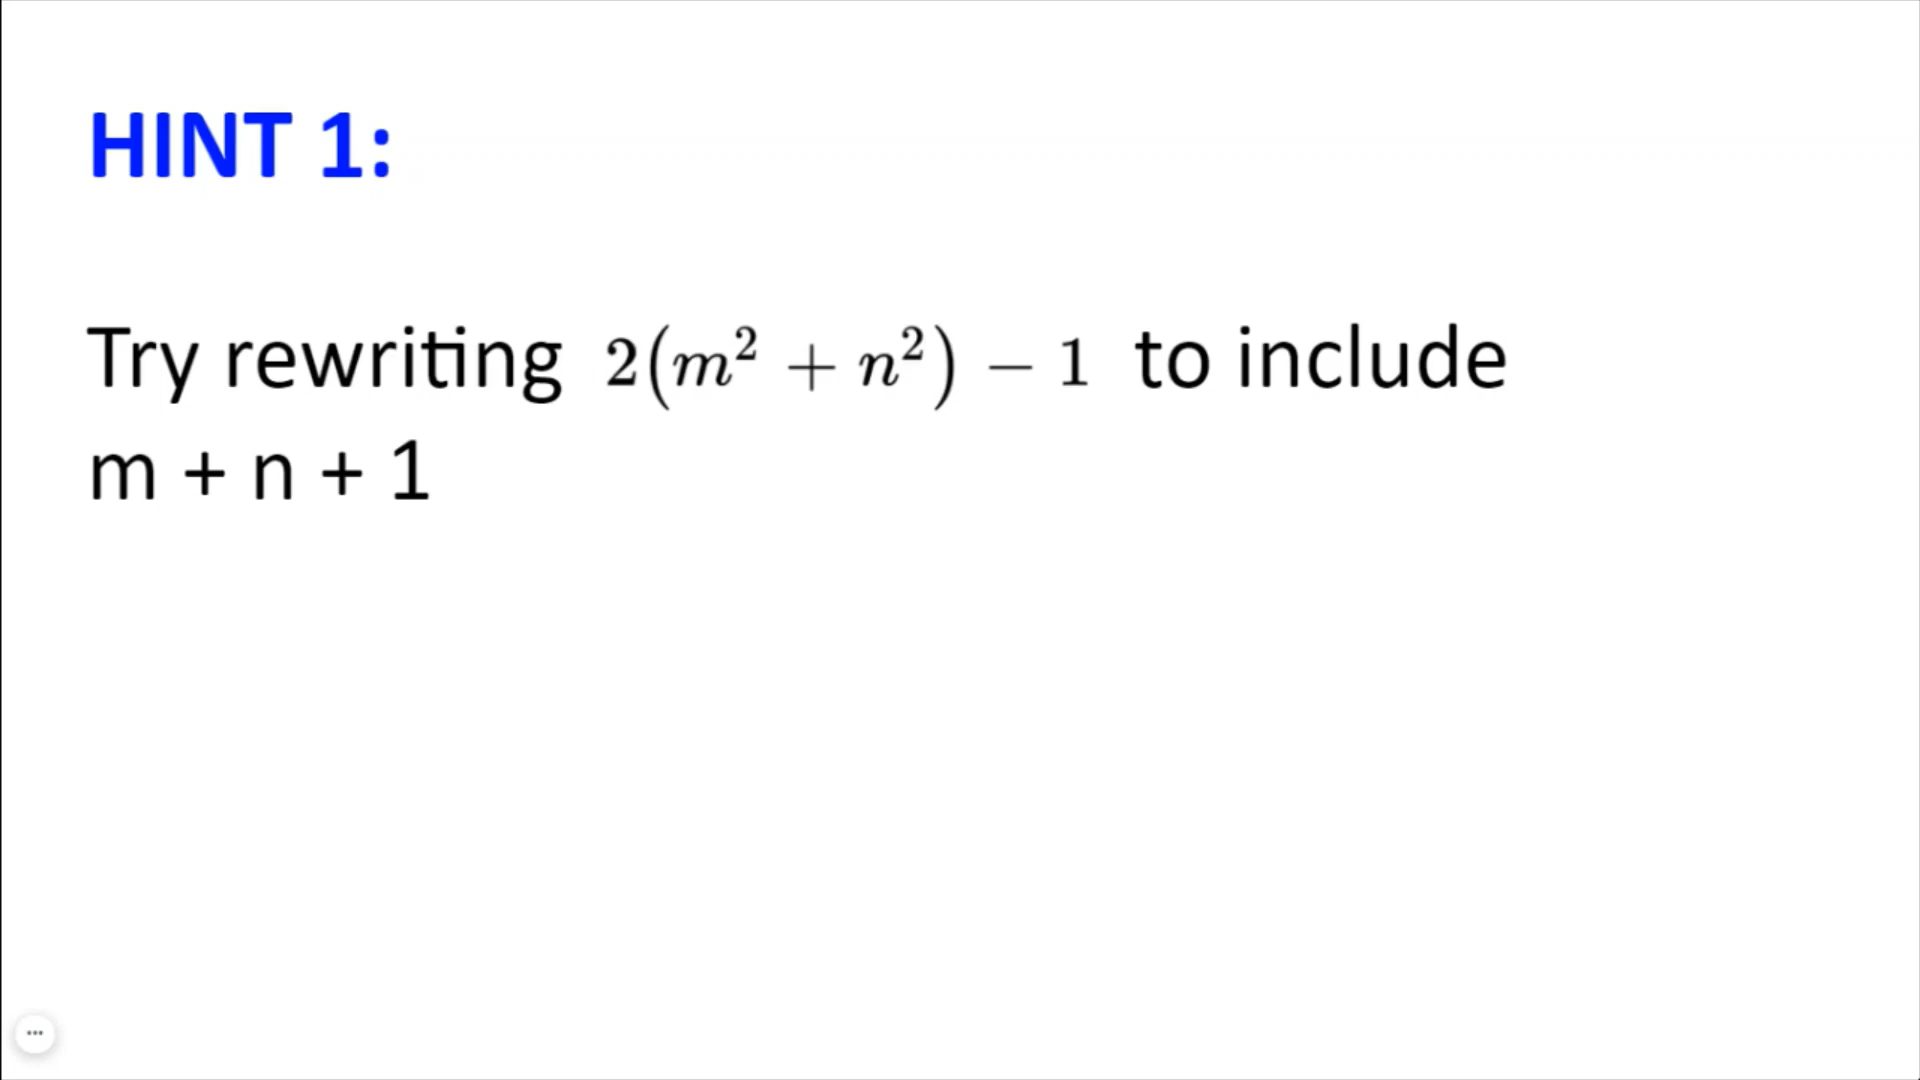 HINT 1:
Try rewriting 2(m² + n²) − 1 to include
m + n + 1